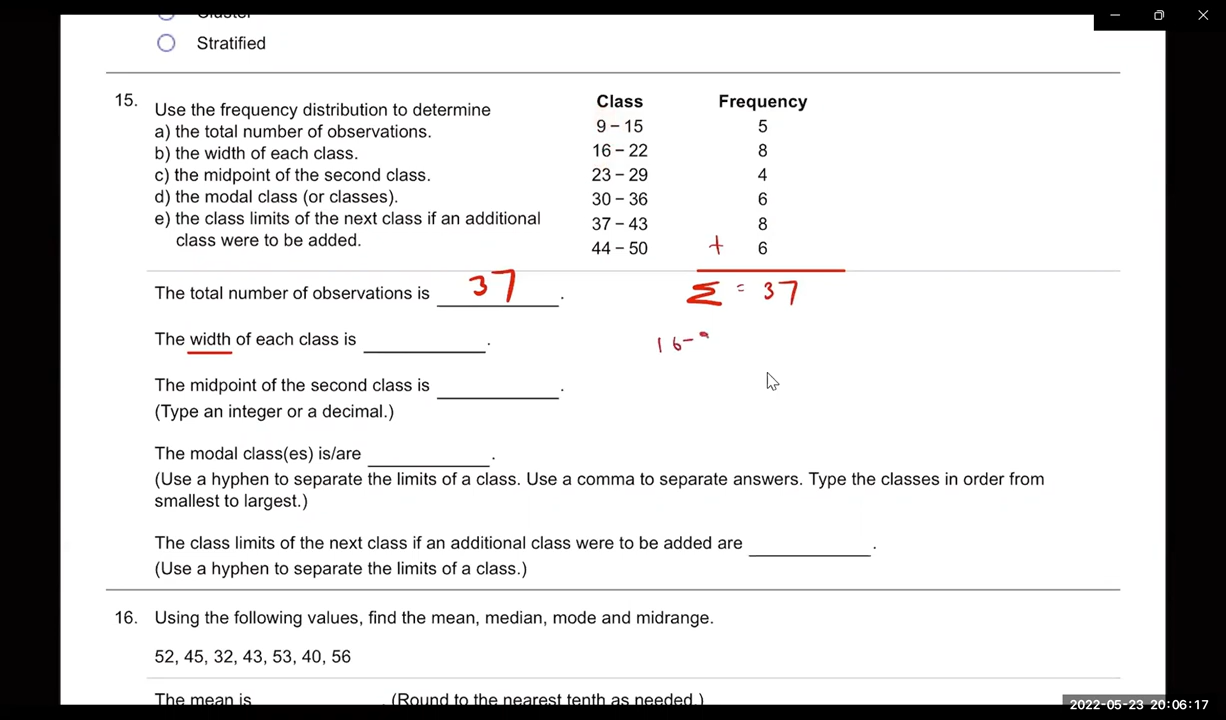 Stratified
15. Use the frequency distribution to determine
a) the total number of observations.
b) the width of each class.
c) the midpoint of the second class.
d) the modal class (or classes).
e) the class limits of the next class if an additional
class were to be added.
Class Frequency
9 – 15 5
16 – 22 8
23 – 29 4
30 – 36 6
37 – 43 8
44 – 50 + 6
The total number of observations is 37 .
Σ = 37
The width of each class is .
16-9
The midpoint of the second class is .
(Type an integer or a decimal.)
The modal class(es) is/are .
(Use a hyphen to separate the limits of a class. Use a comma to separate answers. Type the classes in order from
smallest to largest.)
The class limits of the next class if an additional class were to be added are .
(Use a hyphen to separate the limits of a class.)
16. Using the following values, find the mean, median, mode and midrange.
52, 45, 32, 43, 53, 40, 56
The mean is (Round to the nearest tenth as needed.)
2022-05-23 20:06:17